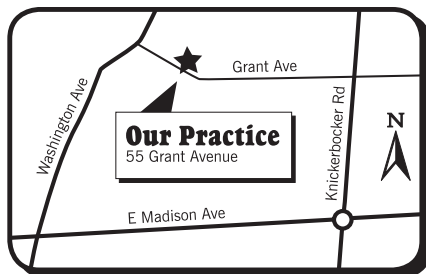 Grant Ave
Washington Ave
Knickerbocker Rd
N
Our Practice
55 Grant Avenue
E Madison Ave